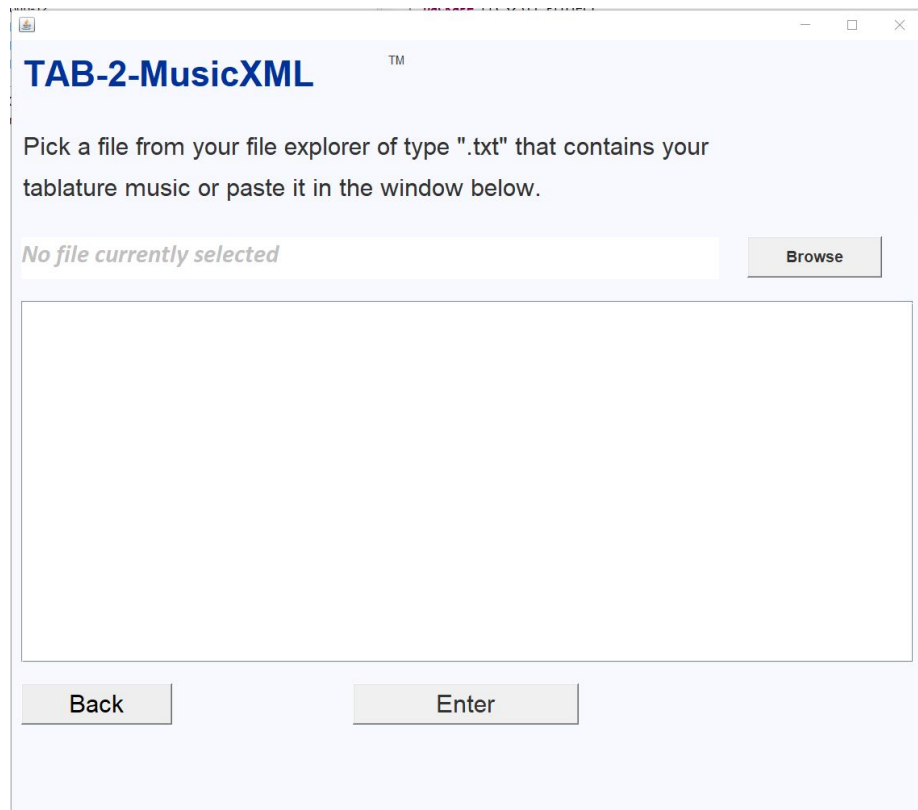 TAB-2-MusicXML TM
Pick a file from your file explorer of type ".txt" that contains your
tablature music or paste it in the window below.
No file currently selected
Browse
Back
Enter